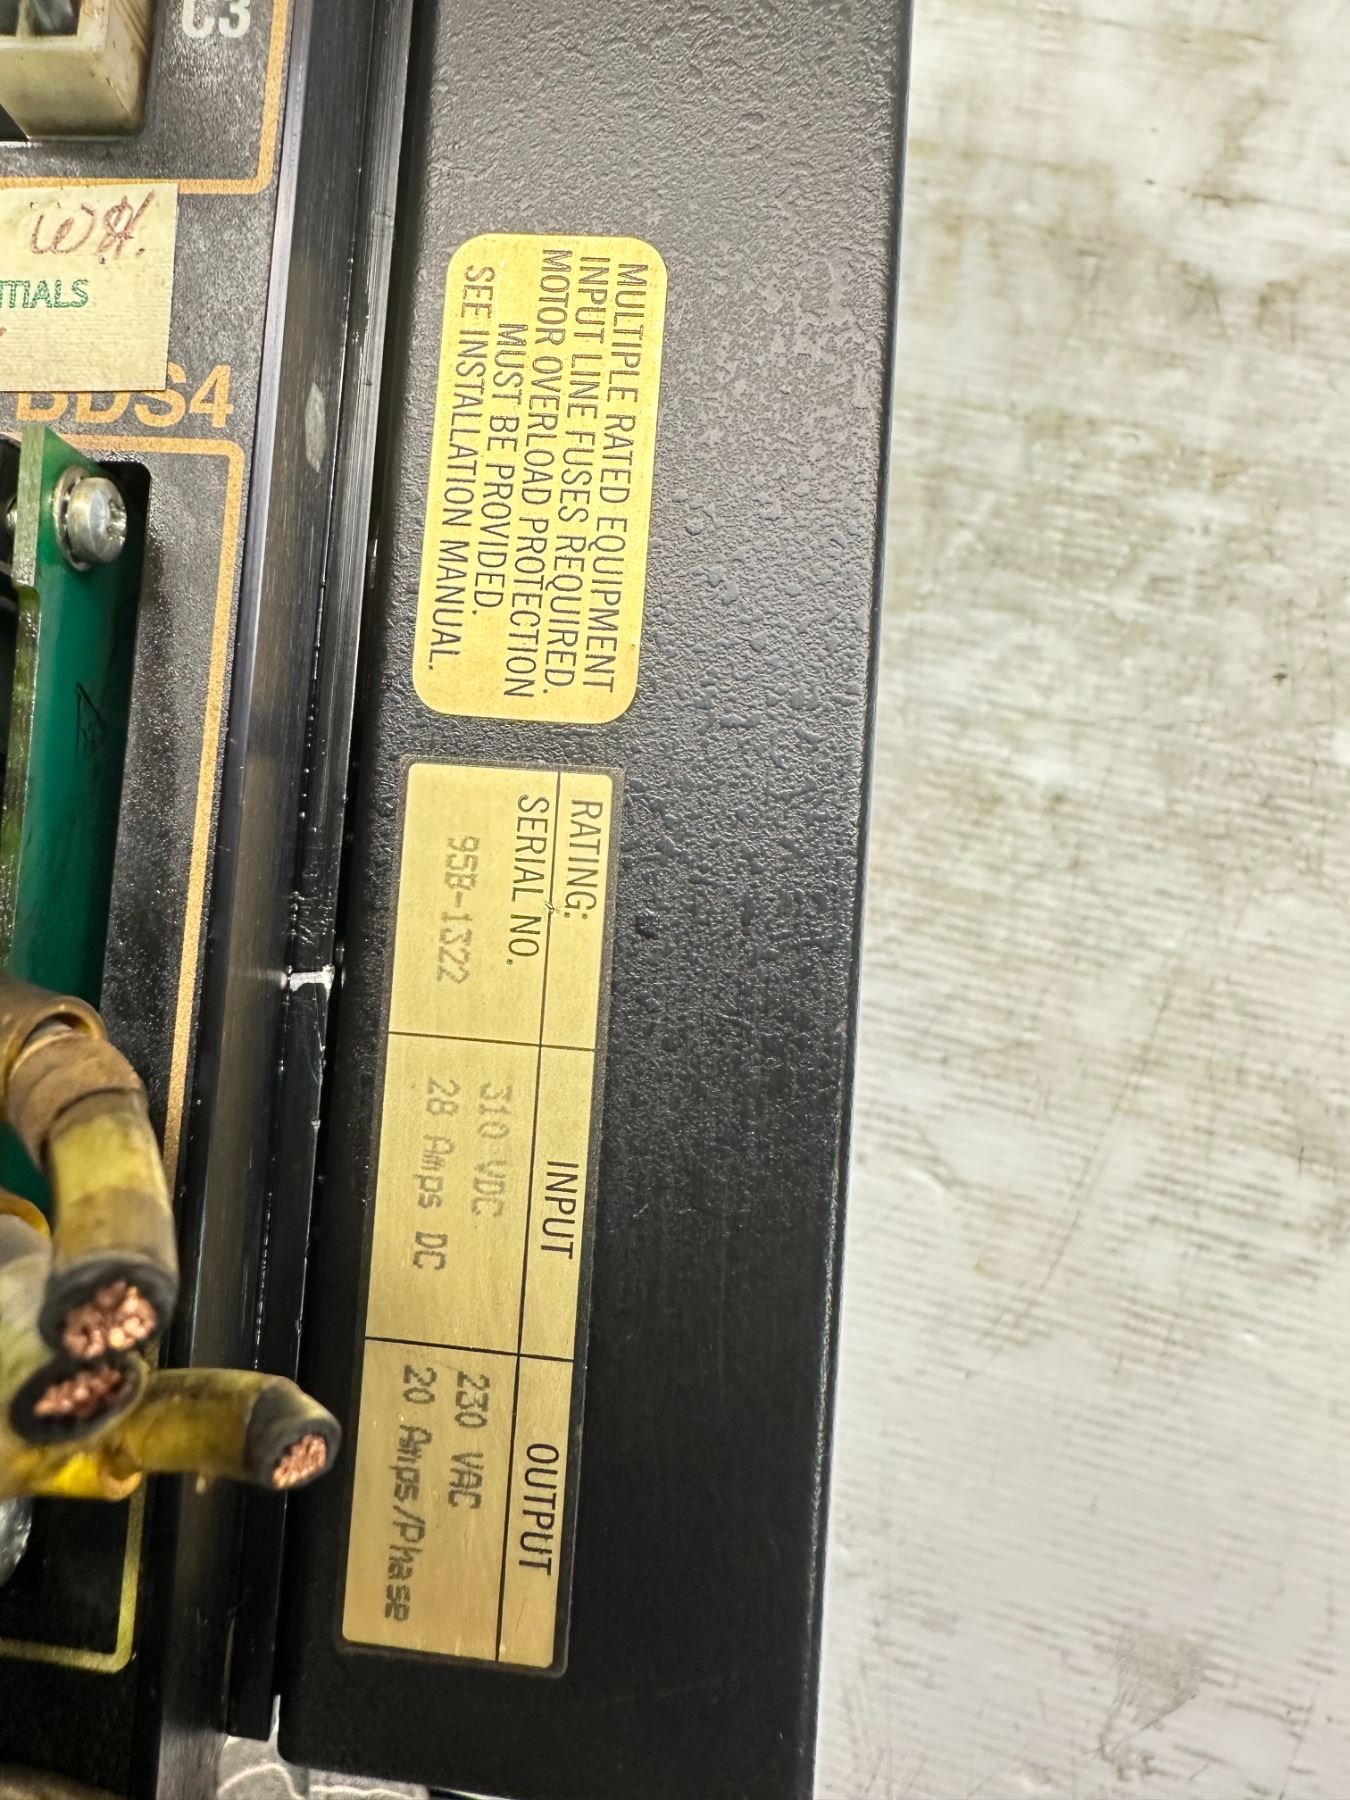 C3
W$H.
BDS4
MULTIPLE RATED EQUIPMENT
INPUT LINE FUSES REQUIRED.
MOTOR OVERLOAD PROTECTION
MUST BE PROVIDED.
SEE INSTALLATION MANUAL.
RATING: INPUT OUTPUT
SERIAL NO. 310 VDC 230 VAC
95B-1322 28 Amps DC 20 Amps/Phase